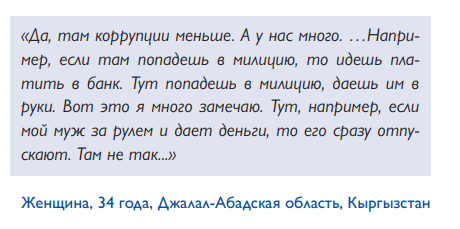 «Да, там коррупции меньше. А у нас много. …Напри-
мер, если там попадешь в милицию, то идешь пла-
тить в банк. Тут попадешь в милицию, даешь им в
руки. Вот это я много замечаю. Тут, например, если
мой муж за рулем и дает деньги, то его сразу отпу-
скают. Там не так...»
Женщина, 34 года, Джалал-Абадская область, Кыргызстан